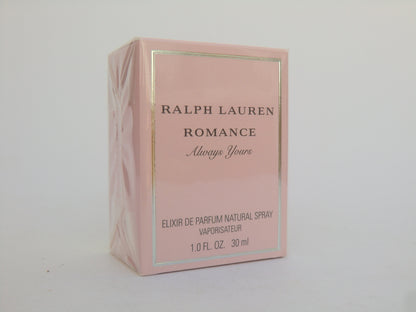 RALPH LAUREN
ROMANCE
Always Yours
ELIXIR DE PARFUM NATURAL SPRAY
VAPORISATEUR
1.0 FL. OZ. 30 ml